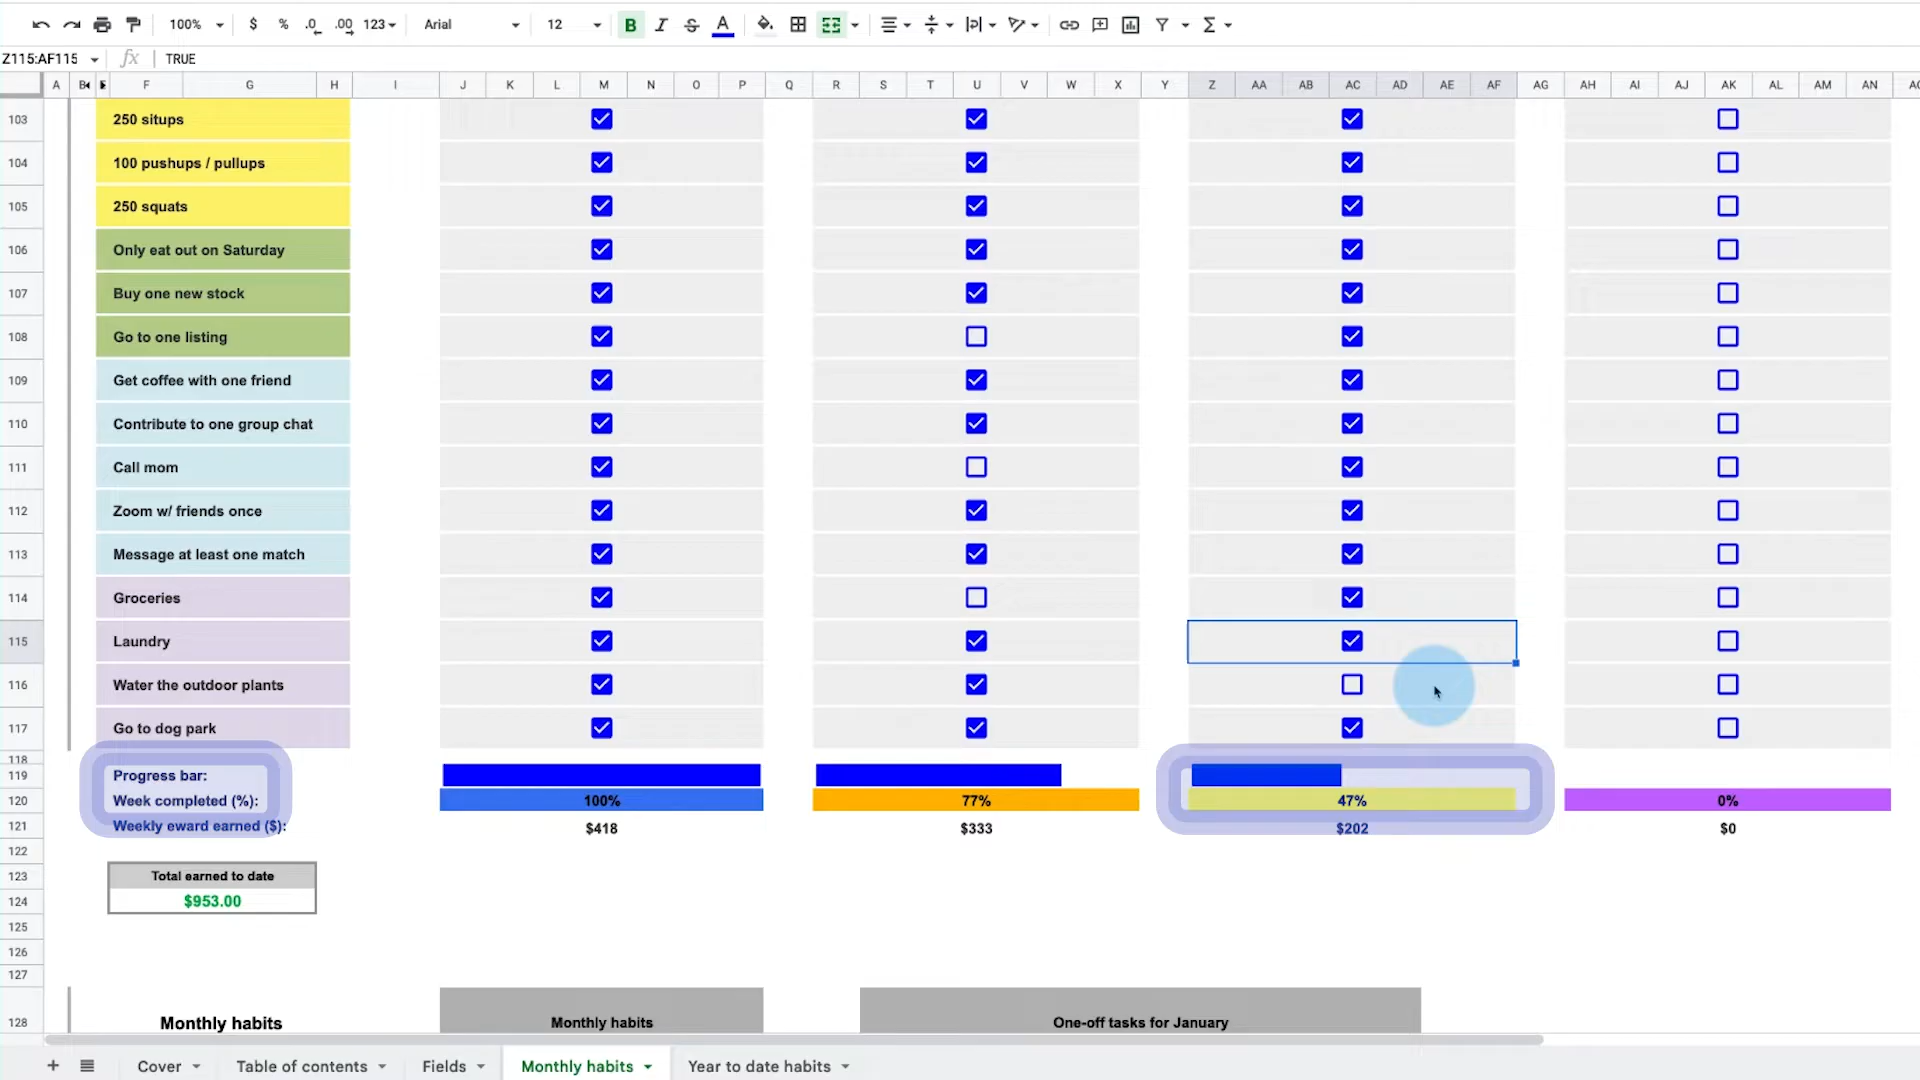 100% $ % .0 .00 123 Arial 12 B I S A
Z115:AF115 fx TRUE
A B F G H I J K L M N O P Q R S T U V W X Y Z AA AB AC AD AE AF AG AH AI AJ AK AL AM AN
103 250 situps
104 100 pushups / pullups
105 250 squats
106 Only eat out on Saturday
107 Buy one new stock
108 Go to one listing
109 Get coffee with one friend
110 Contribute to one group chat
111 Call mom
112 Zoom w/ friends once
113 Message at least one match
114 Groceries
115 Laundry
116 Water the outdoor plants
117 Go to dog park
118
119 Progress bar:
120 Week completed (%): 100% 77% 47% 0%
121 Weekly eward earned ($): $418 $333 $202 $0
122
123 Total earned to date
124 $953.00
125
126
127
128 Monthly habits Monthly habits One-off tasks for January
+ Cover Table of contents Fields Monthly habits Year to date habits